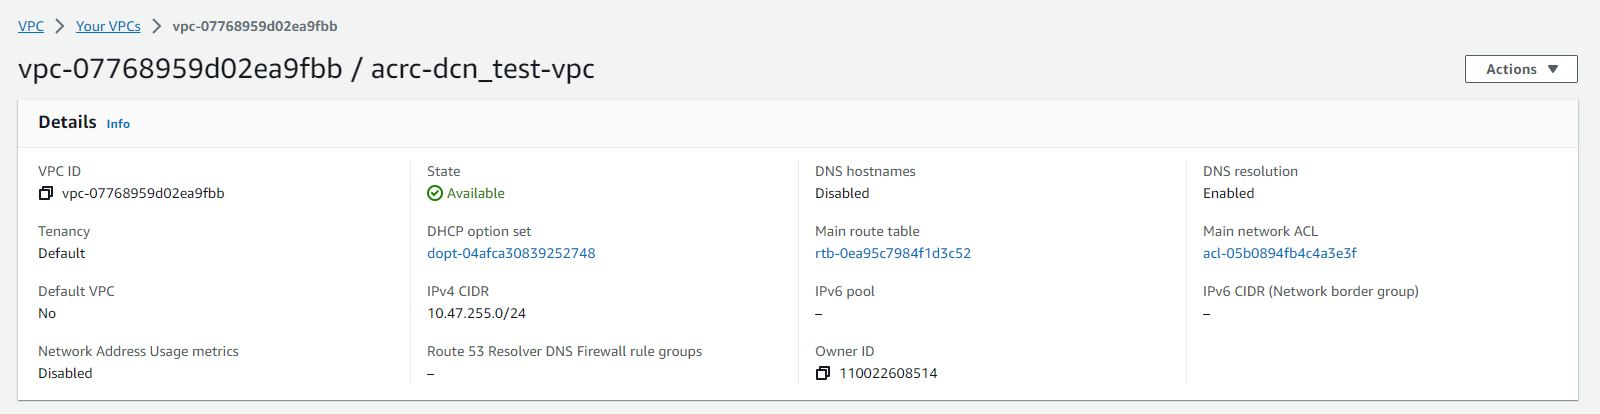 VPC > Your VPCs > vpc-07768959d02ea9fbb
vpc-07768959d02ea9fbb / acrc-dcn_test-vpc
Actions
Details Info
VPC ID
vpc-07768959d02ea9fbb
State
Available
DNS hostnames
Disabled
DNS resolution
Enabled
Tenancy
Default
DHCP option set
dopt-04afca30839252748
Main route table
rtb-0ea95c7984f1d3c52
Main network ACL
acl-05b0894fb4c4a3e3f
Default VPC
No
IPv4 CIDR
10.47.255.0/24
IPv6 pool
–
IPv6 CIDR (Network border group)
–
Network Address Usage metrics
Disabled
Route 53 Resolver DNS Firewall rule groups
–
Owner ID
110022608514